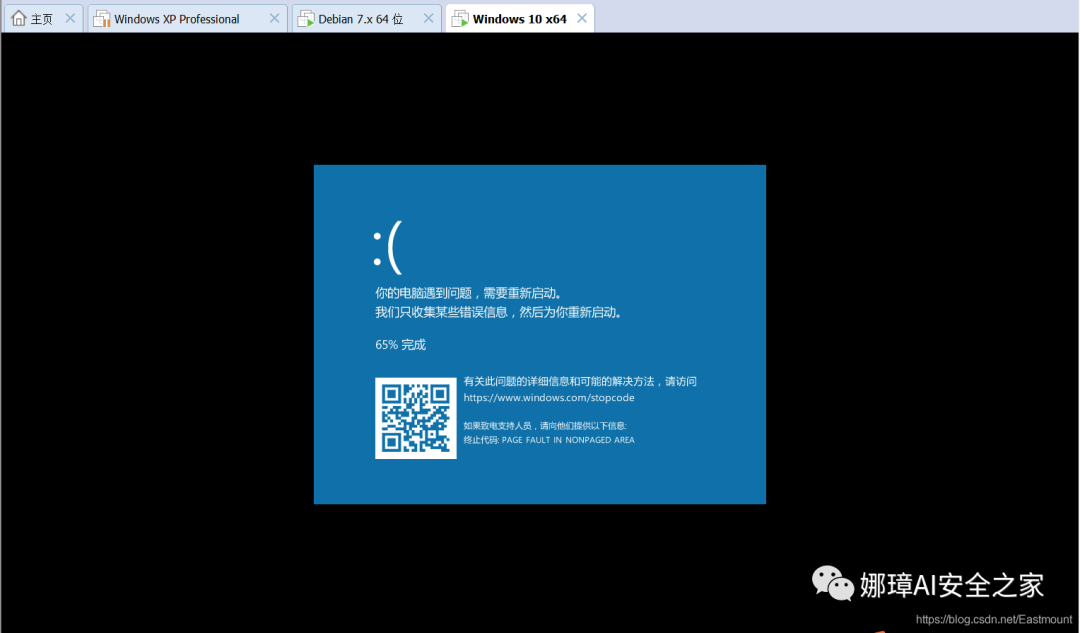 主页
Windows XP Professional
Debian 7.x 64 位
Windows 10 x64
:(
你的电脑遇到问题，需要重新启动。
我们只收集某些错误信息，然后为你重新启动。
65% 完成
有关此问题的详细信息和可能的解决方法，请访问
https://www.windows.com/stopcode
如果致电支持人员，请向他们提供以下信息:
终止代码: PAGE FAULT IN NONPAGED AREA
娜璋AI安全之家
https://blog.csdn.net/Eastmount